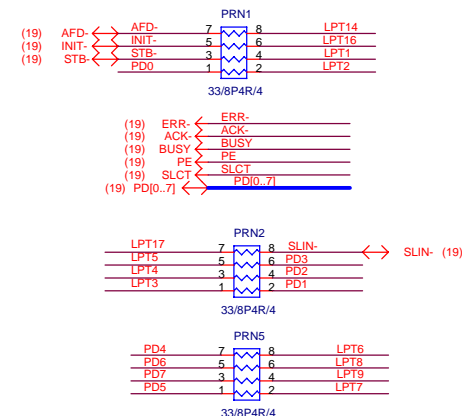 PRN1
(19) AFD- AFD- 7 8 LPT14
(19) INIT- INIT- 5 6 LPT16
(19) STB- STB- 3 4 LPT1
PD0 1 2 LPT2
33/8P4R/4
(19) ERR- ERR-
(19) ACK- ACK-
(19) BUSY BUSY
(19) PE PE
(19) SLCT SLCT
(19) PD[0..7] PD[0..7]
PRN2
LPT17 7 8 SLIN- SLIN- (19)
LPT5 5 6 PD3
LPT4 3 4 PD2
LPT3 1 2 PD1
33/8P4R/4
PRN5
PD4 7 8 LPT6
PD6 5 6 LPT8
PD7 3 4 LPT9
PD5 1 2 LPT7
33/8P4R/4